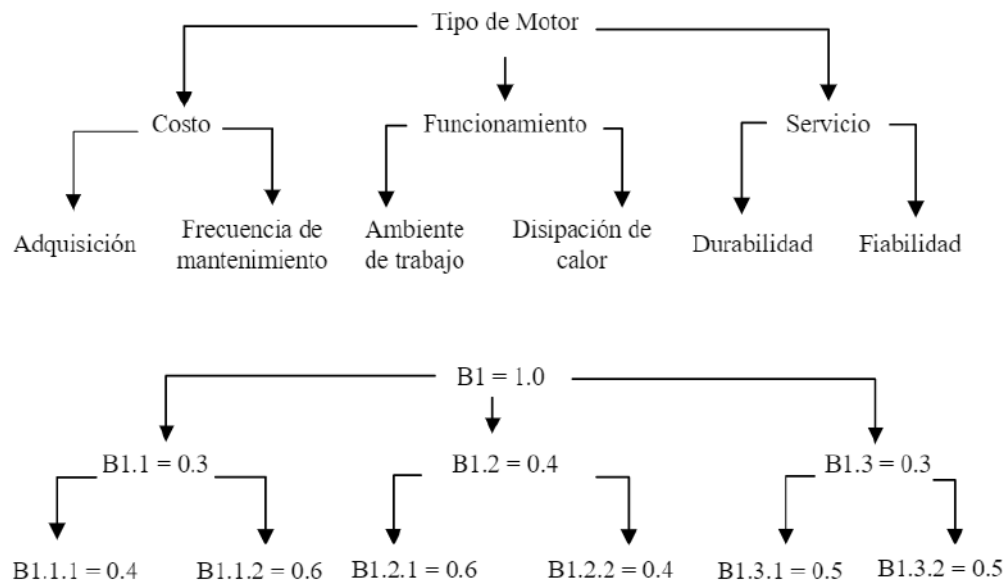 Tipo de Motor
Costo
Funcionamiento
Servicio
Adquisición
Frecuencia de
mantenimiento
Ambiente
de trabajo
Disipación de
calor
Durabilidad
Fiabilidad
B1 = 1.0
B1.1 = 0.3
B1.2 = 0.4
B1.3 = 0.3
B1.1.1 = 0.4
B1.1.2 = 0.6
B1.2.1 = 0.6
B1.2.2 = 0.4
B1.3.1 = 0.5
B1.3.2 = 0.5